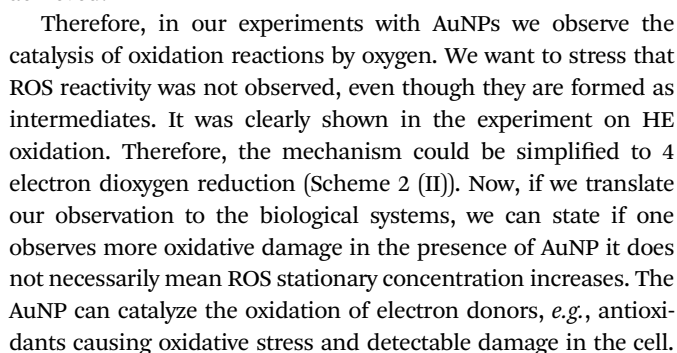 Therefore, in our experiments with AuNPs we observe the
catalysis of oxidation reactions by oxygen. We want to stress that
ROS reactivity was not observed, even though they are formed as
intermediates. It was clearly shown in the experiment on HE
oxidation. Therefore, the mechanism could be simplified to 4
electron dioxygen reduction (Scheme 2 (II)). Now, if we translate
our observation to the biological systems, we can state if one
observes more oxidative damage in the presence of AuNP it does
not necessarily mean ROS stationary concentration increases. The
AuNP can catalyze the oxidation of electron donors, e.g., antioxi-
dants causing oxidative stress and detectable damage in the cell.